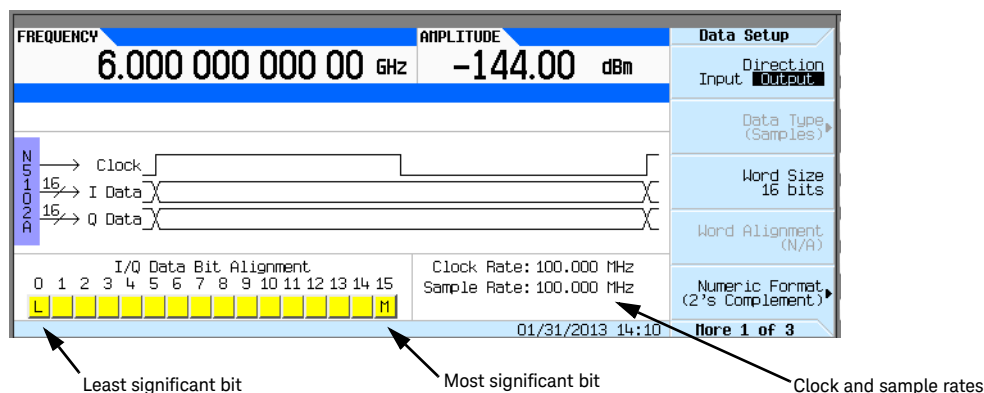 FREQUENCY
6.000 000 000 00 GHz
AMPLITUDE
-144.00 dBm
Data Setup
Direction
Input Output
Data Type
(Samples)
Word Size
16 bits
Word Alignment
(N/A)
Numeric Format
(2's Complement)
More 1 of 3
N5102A
Clock
16 I Data
16 Q Data
I/Q Data Bit Alignment
0 1 2 3 4 5 6 7 8 9 10 11 12 13 14 15
L M
Clock Rate: 100.000 MHz
Sample Rate: 100.000 MHz
01/31/2013 14:10
Least significant bit
Most significant bit
Clock and sample rates